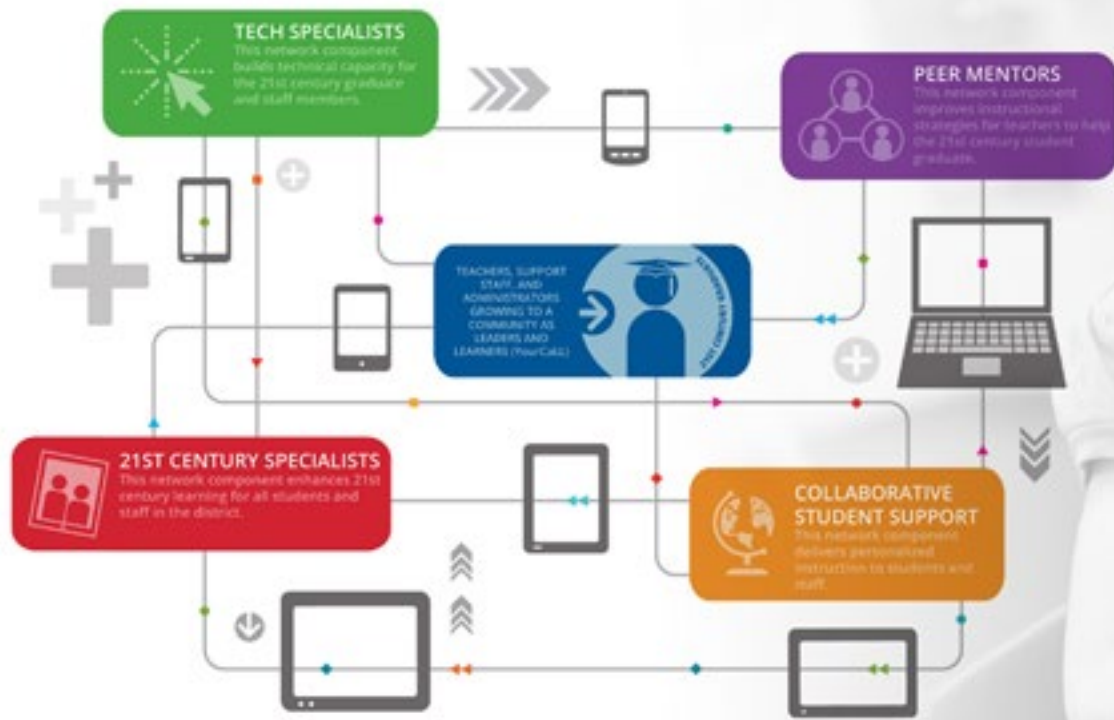 TECH SPECIALISTS
This network component
builds technical capacity for
the 21st century graduate
and staff members.
PEER MENTORS
This network component
improves instructional
strategies for teachers to help
the 21st century student
graduate.
TEACHERS, SUPPORT
STAFF, AND
ADMINISTRATORS
GROWING TO A
COMMUNITY AS
LEADERS AND
LEARNERS (YourCaLL)
21ST CENTURY GRADUATE
21ST CENTURY SPECIALISTS
This network component enhances 21st
century learning for all students and
staff in the district.
COLLABORATIVE
STUDENT SUPPORT
This network component
delivers personalized
instruction to students and
staff.